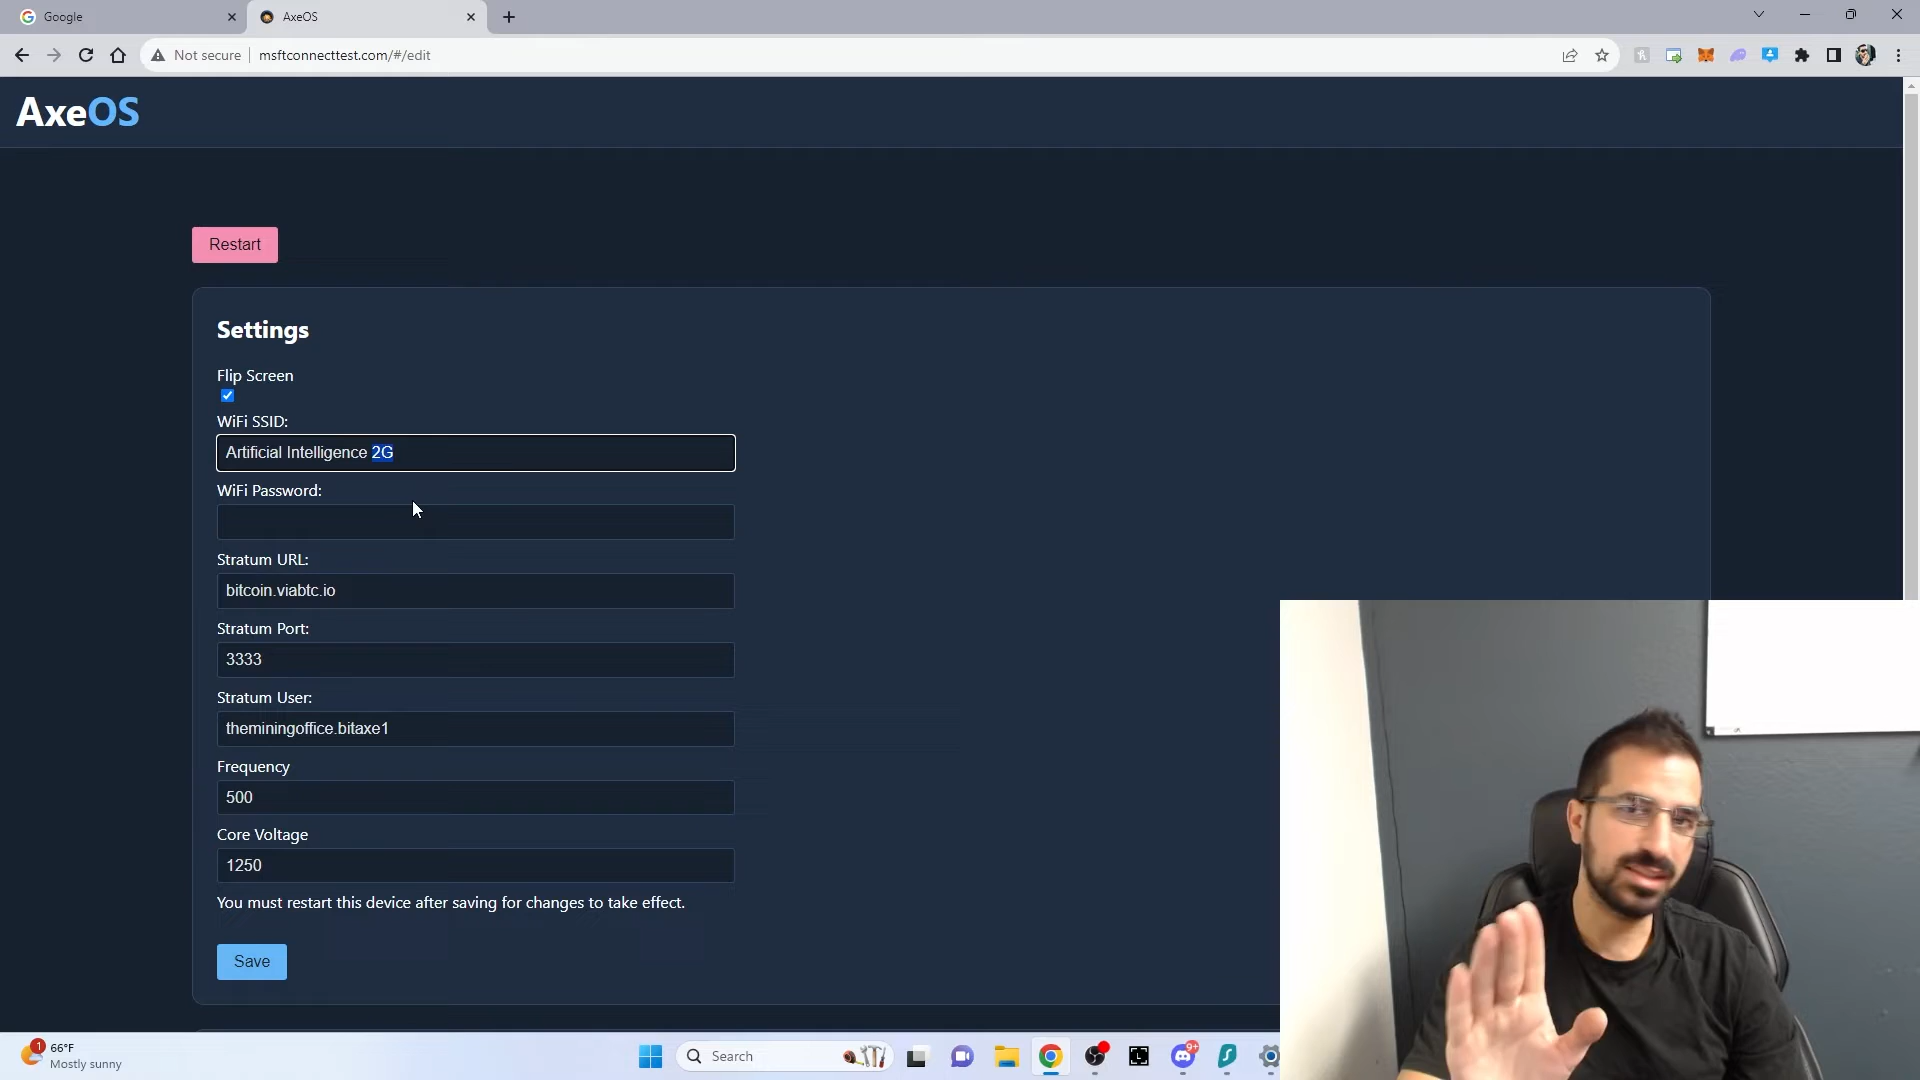 Google
AxeOS
Not secure
msftconnecttest.com/#/edit
AxeOS
Restart
Settings
Flip Screen
WiFi SSID:
Artificial Intelligence 2G
WiFi Password:
Stratum URL:
bitcoin.viabtc.io
Stratum Port:
3333
Stratum User:
theminingoffice.bitaxe1
Frequency
500
Core Voltage
1250
You must restart this device after saving for changes to take effect.
Save
1
66°F
Mostly sunny
Search
L
9+